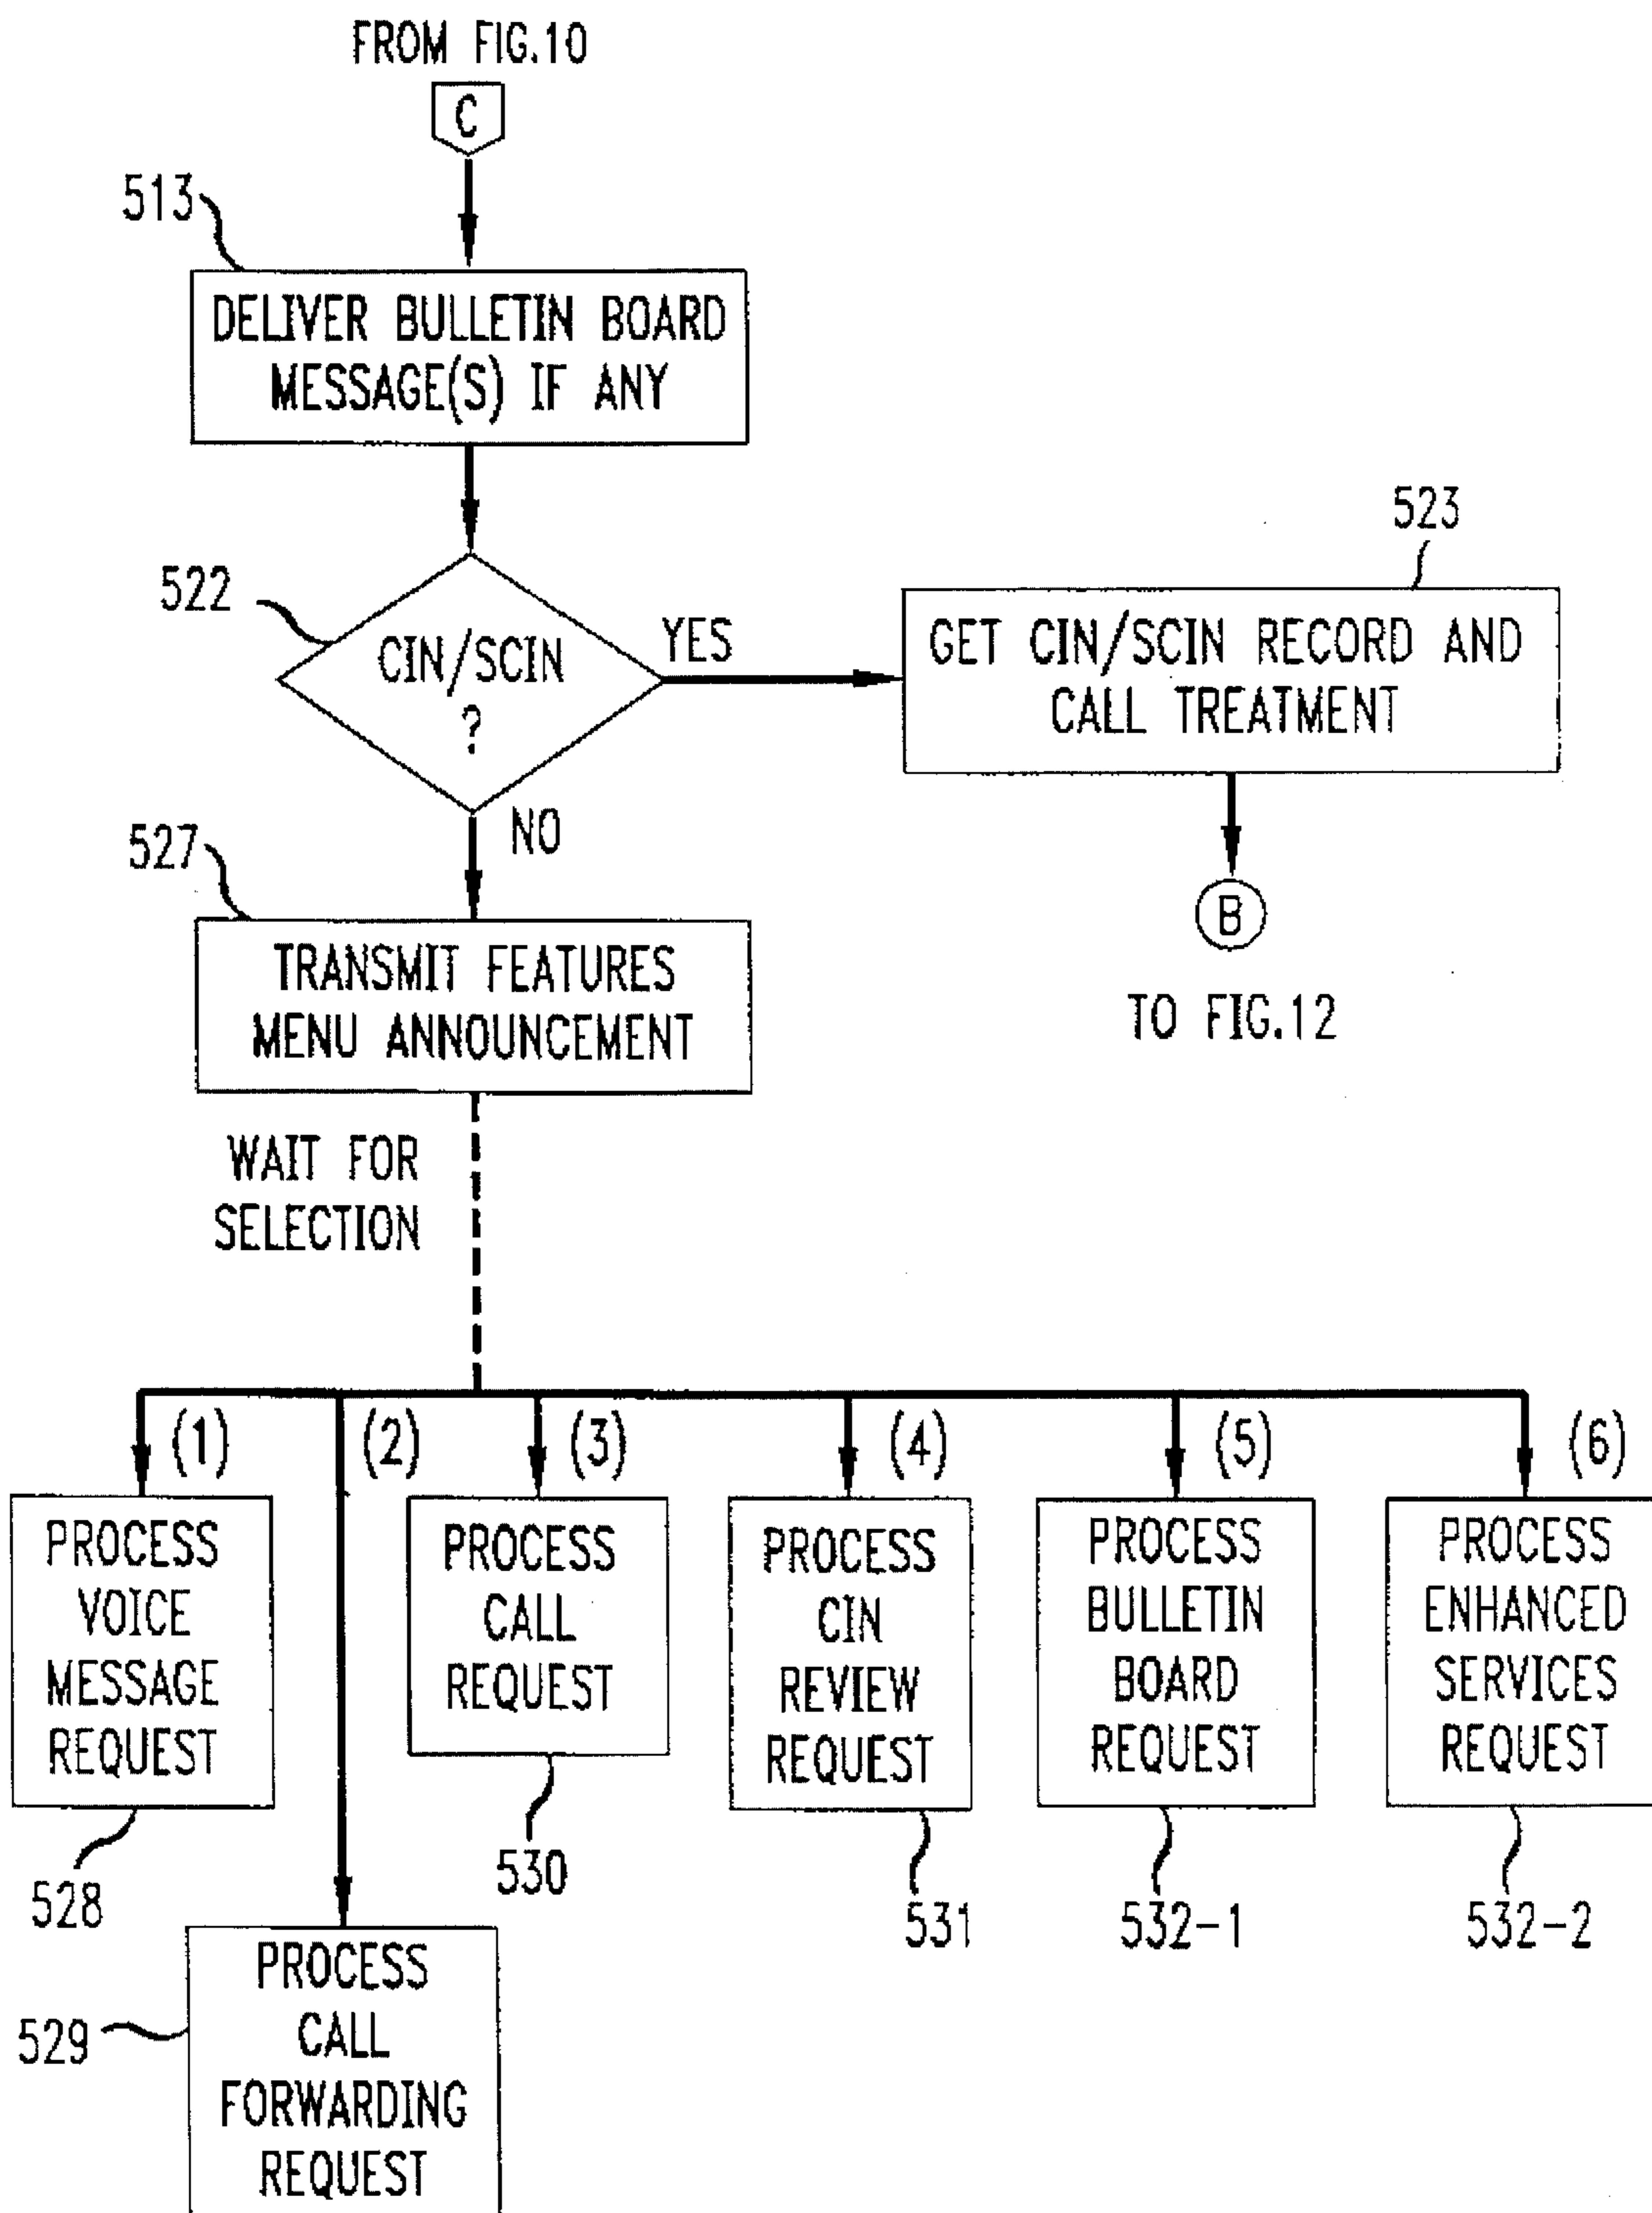 FROM FIG.10
C
513
DELIVER BULLETIN BOARD
MESSAGE(S) IF ANY
522
CIN/SCIN
?
YES
523
GET CIN/SCIN RECORD AND
CALL TREATMENT
B
TO FIG.12
NO
527
TRANSMIT FEATURES
MENU ANNOUNCEMENT
WAIT FOR
SELECTION
(1)
(2)
(3)
(4)
(5)
(6)
PROCESS
VOICE
MESSAGE
REQUEST
528
PROCESS
CALL
FORWARDING
REQUEST
529
PROCESS
CALL
REQUEST
530
PROCESS
CIN
REVIEW
REQUEST
531
PROCESS
BULLETIN
BOARD
REQUEST
532-1
PROCESS
ENHANCED
SERVICES
REQUEST
532-2